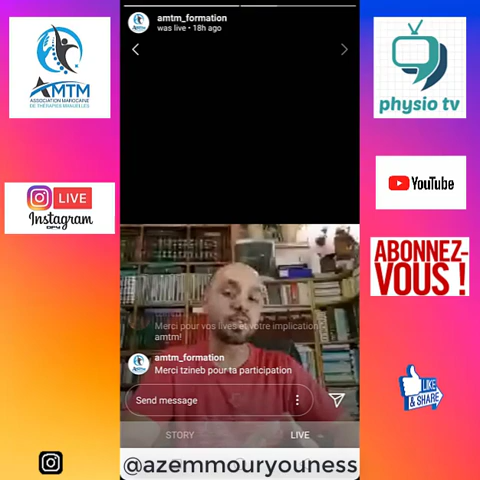 AMTM
ASSOCIATION MAROCAINE
DE THÉRAPIES MANUELLES
LIVE
Instagram
amtm_formation
was live • 18h ago
Merci pour vos lives et votre implication
amtm!
amtm_formation
Merci tzineb pour ta participation
Send message
STORY
LIVE
@azemmouryouness
physio tv
YouTube
ABONNEZ-
VOUS !
LIKE
& SHARE